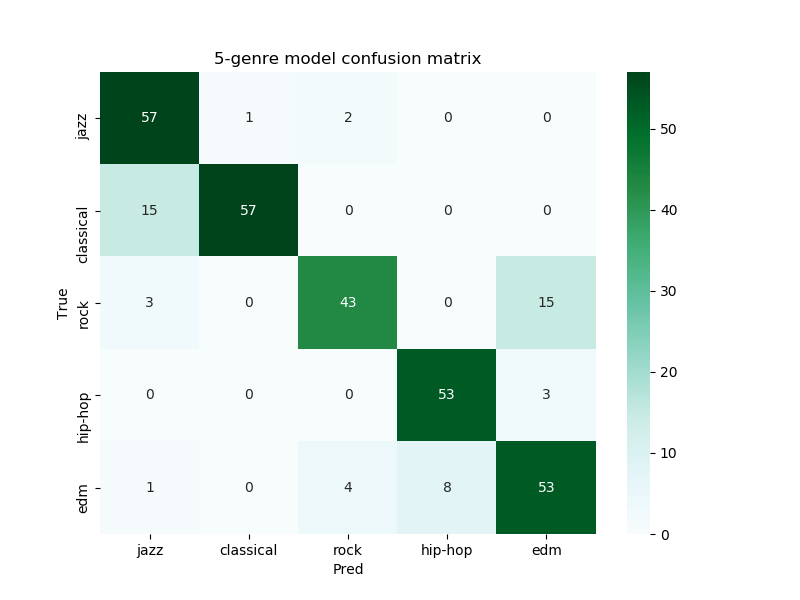 5-genre model confusion matrix
jazz 57 1 2 0 0
classical 15 57 0 0 0
rock 3 0 43 0 15
hip-hop 0 0 0 53 3
edm 1 0 4 8 53
jazz classical rock hip-hop edm
Pred
True
50
40
30
20
10
0